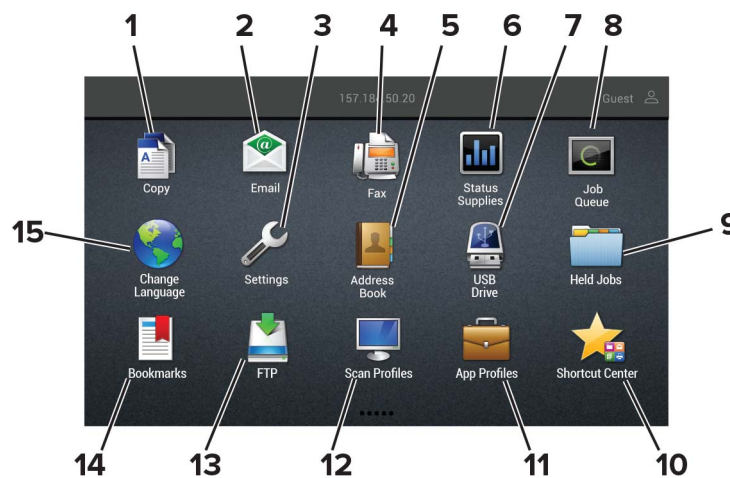 1 2 3 4 5 6 7 8
157.184.50.20 Guest
Copy Email Fax Status Supplies Job Queue
15 9
Change Language Settings Address Book USB Drive Held Jobs
Bookmarks FTP Scan Profiles App Profiles Shortcut Center
14 13 12 11 10